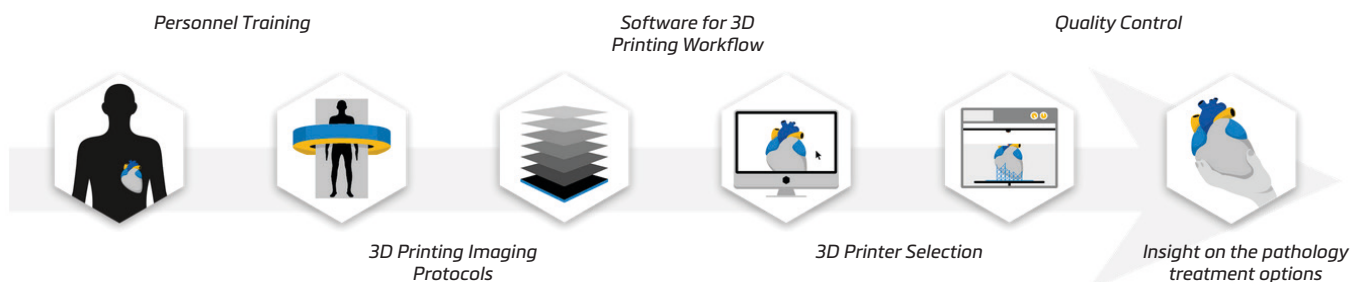 Personnel Training
Software for 3D
Printing Workflow
Quality Control
3D Printing Imaging
Protocols
3D Printer Selection
Insight on the pathology
treatment options